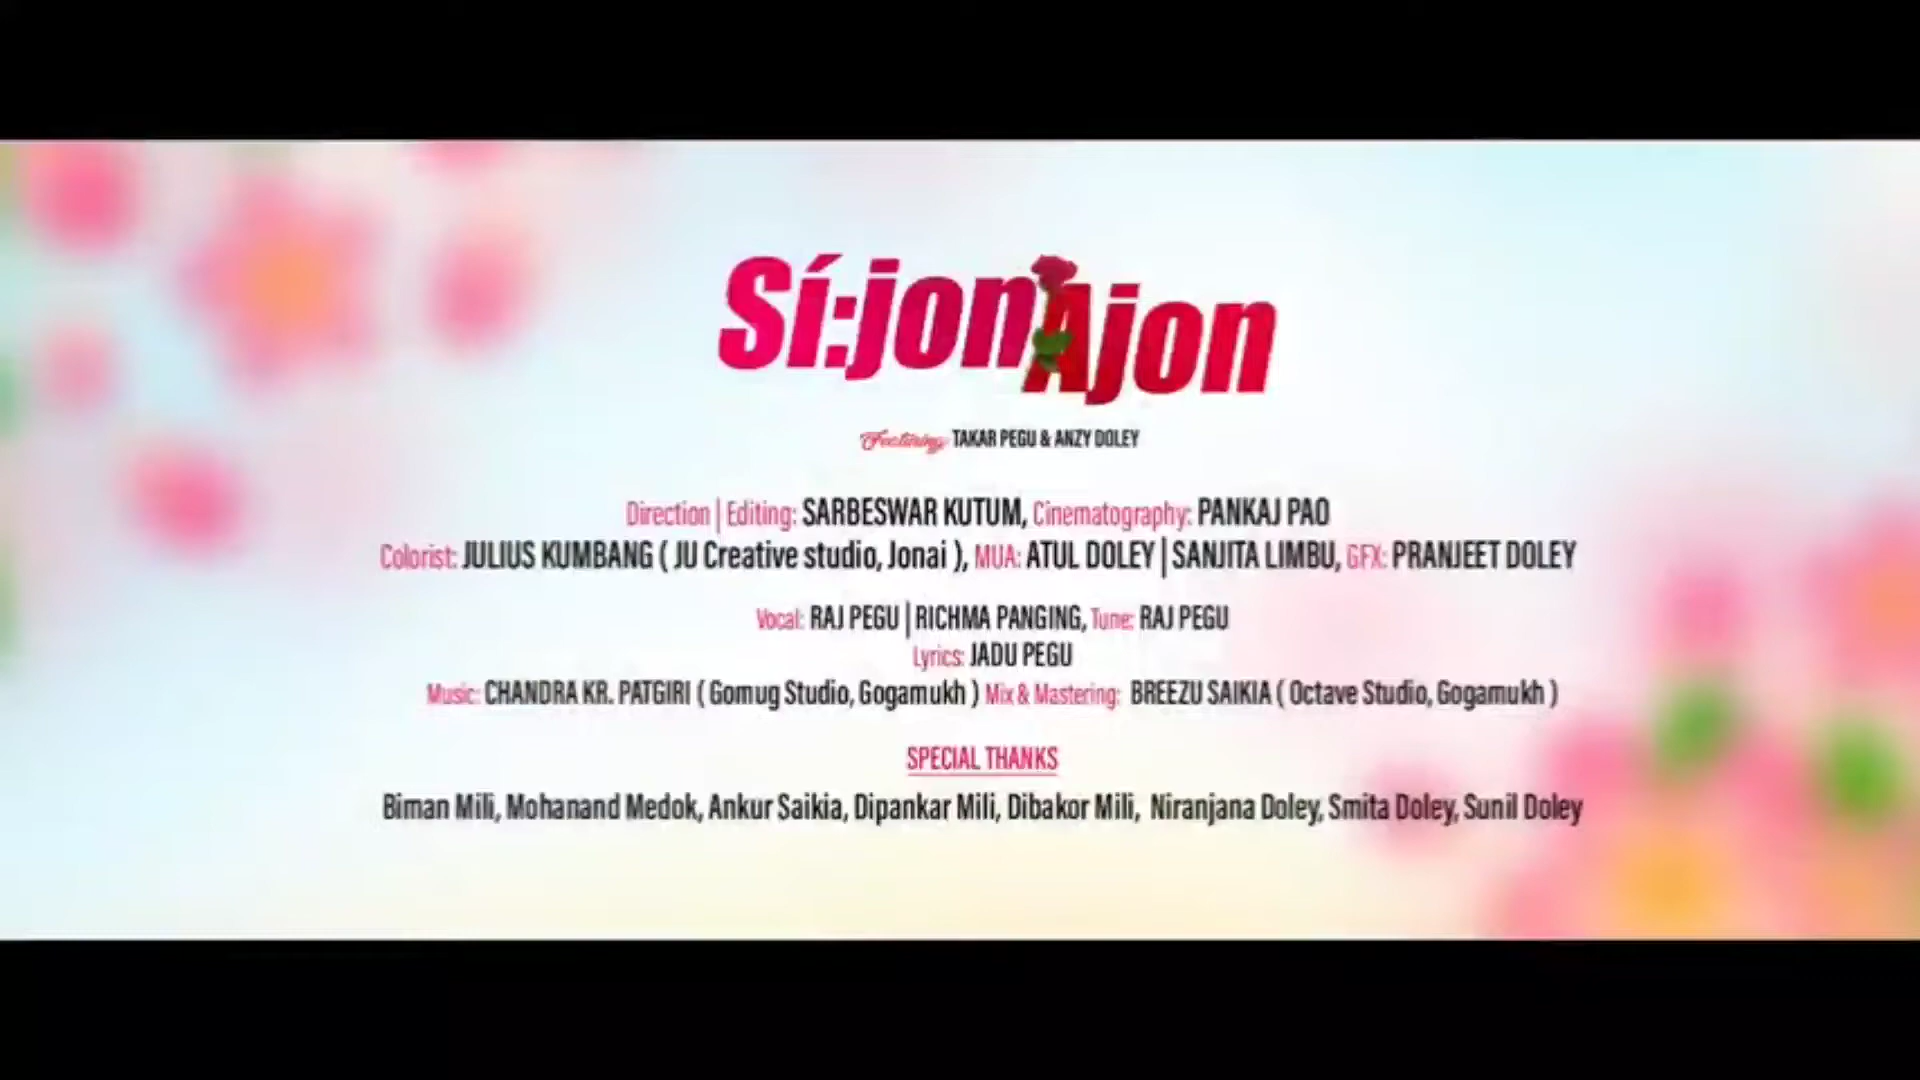 Sí:jon Ajon
Featuring TAKAR PEGU & ANZY DOLEY
Direction | Editing: SARBESWAR KUTUM, Cinematography: PANKAJ PAO
Colorist: JULIUS KUMBANG ( JU Creative studio, Jonai ), MUA: ATUL DOLEY | SANJITA LIMBU, GFX: PRANJEET DOLEY
Vocal: RAJ PEGU | RICHMA PANGING, Tune: RAJ PEGU
Lyrics: JADU PEGU
Music: CHANDRA KR. PATGIRI ( Gomug Studio, Gogamukh ) Mix & Mastering: BREEZU SAIKIA ( Octave Studio, Gogamukh )
SPECIAL THANKS
Biman Mili, Mohanand Medok, Ankur Saikia, Dipankar Mili, Dibakor Mili, Niranjana Doley, Smita Doley, Sunil Doley